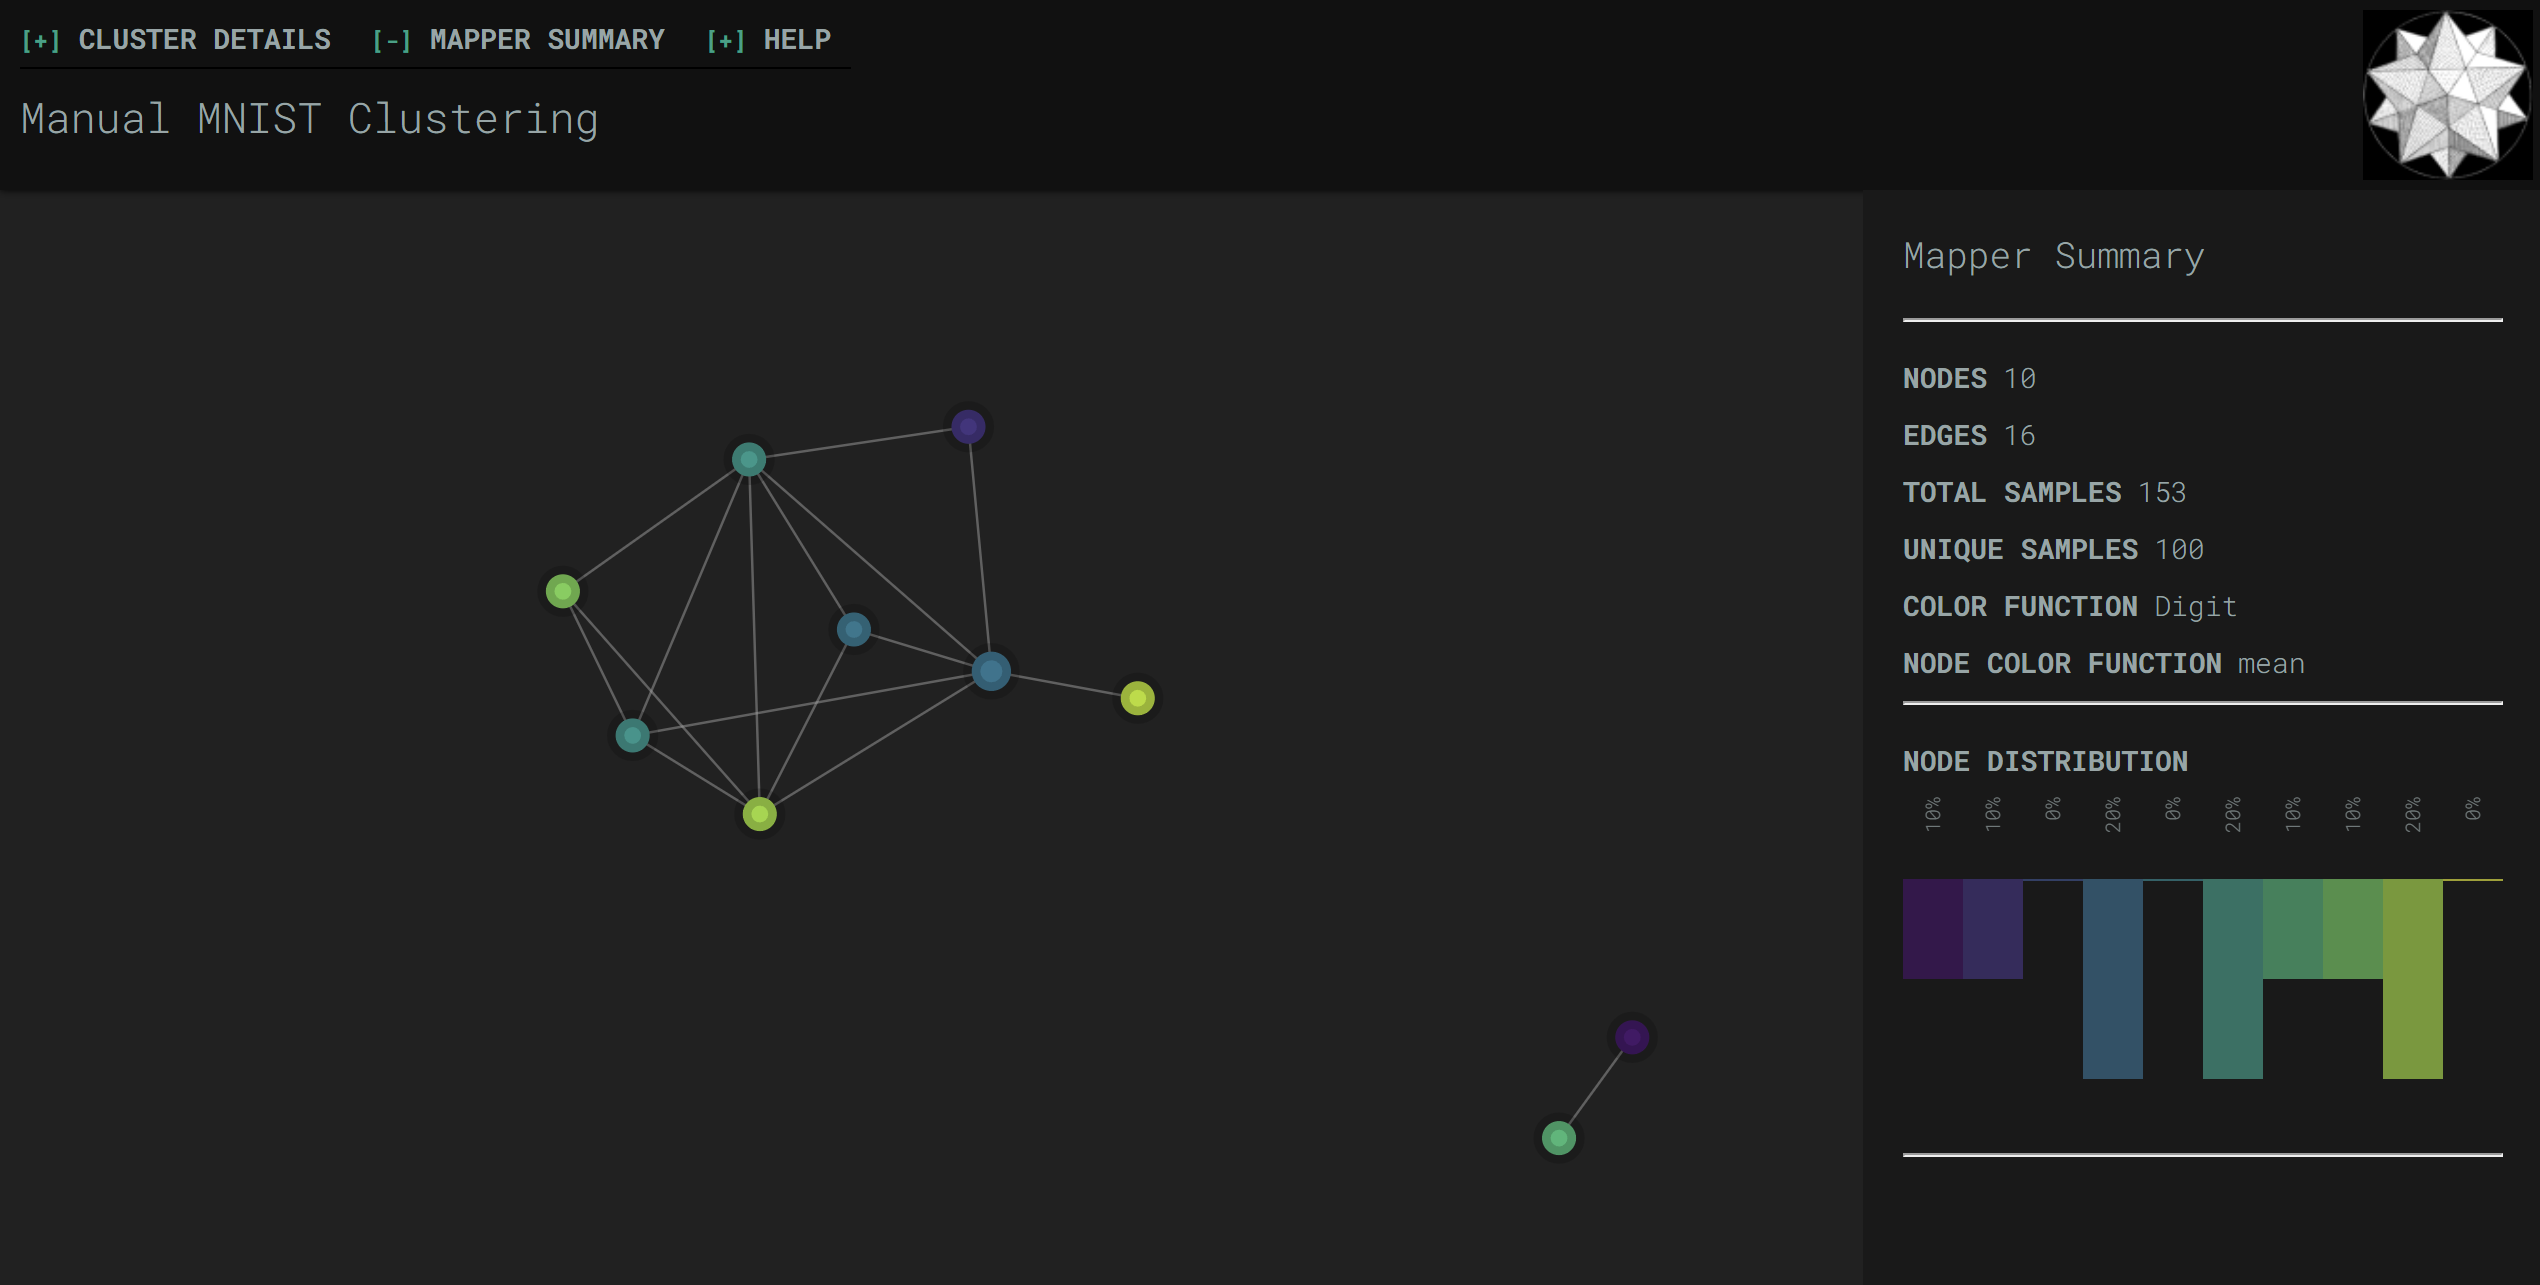 [+] CLUSTER DETAILS [-] MAPPER SUMMARY [+] HELP
Manual MNIST Clustering
Mapper Summary
NODES 10
EDGES 16
TOTAL SAMPLES 153
UNIQUE SAMPLES 100
COLOR FUNCTION Digit
NODE COLOR FUNCTION mean
NODE DISTRIBUTION
10% 10% 0% 20% 0% 20% 10% 10% 20% 0%